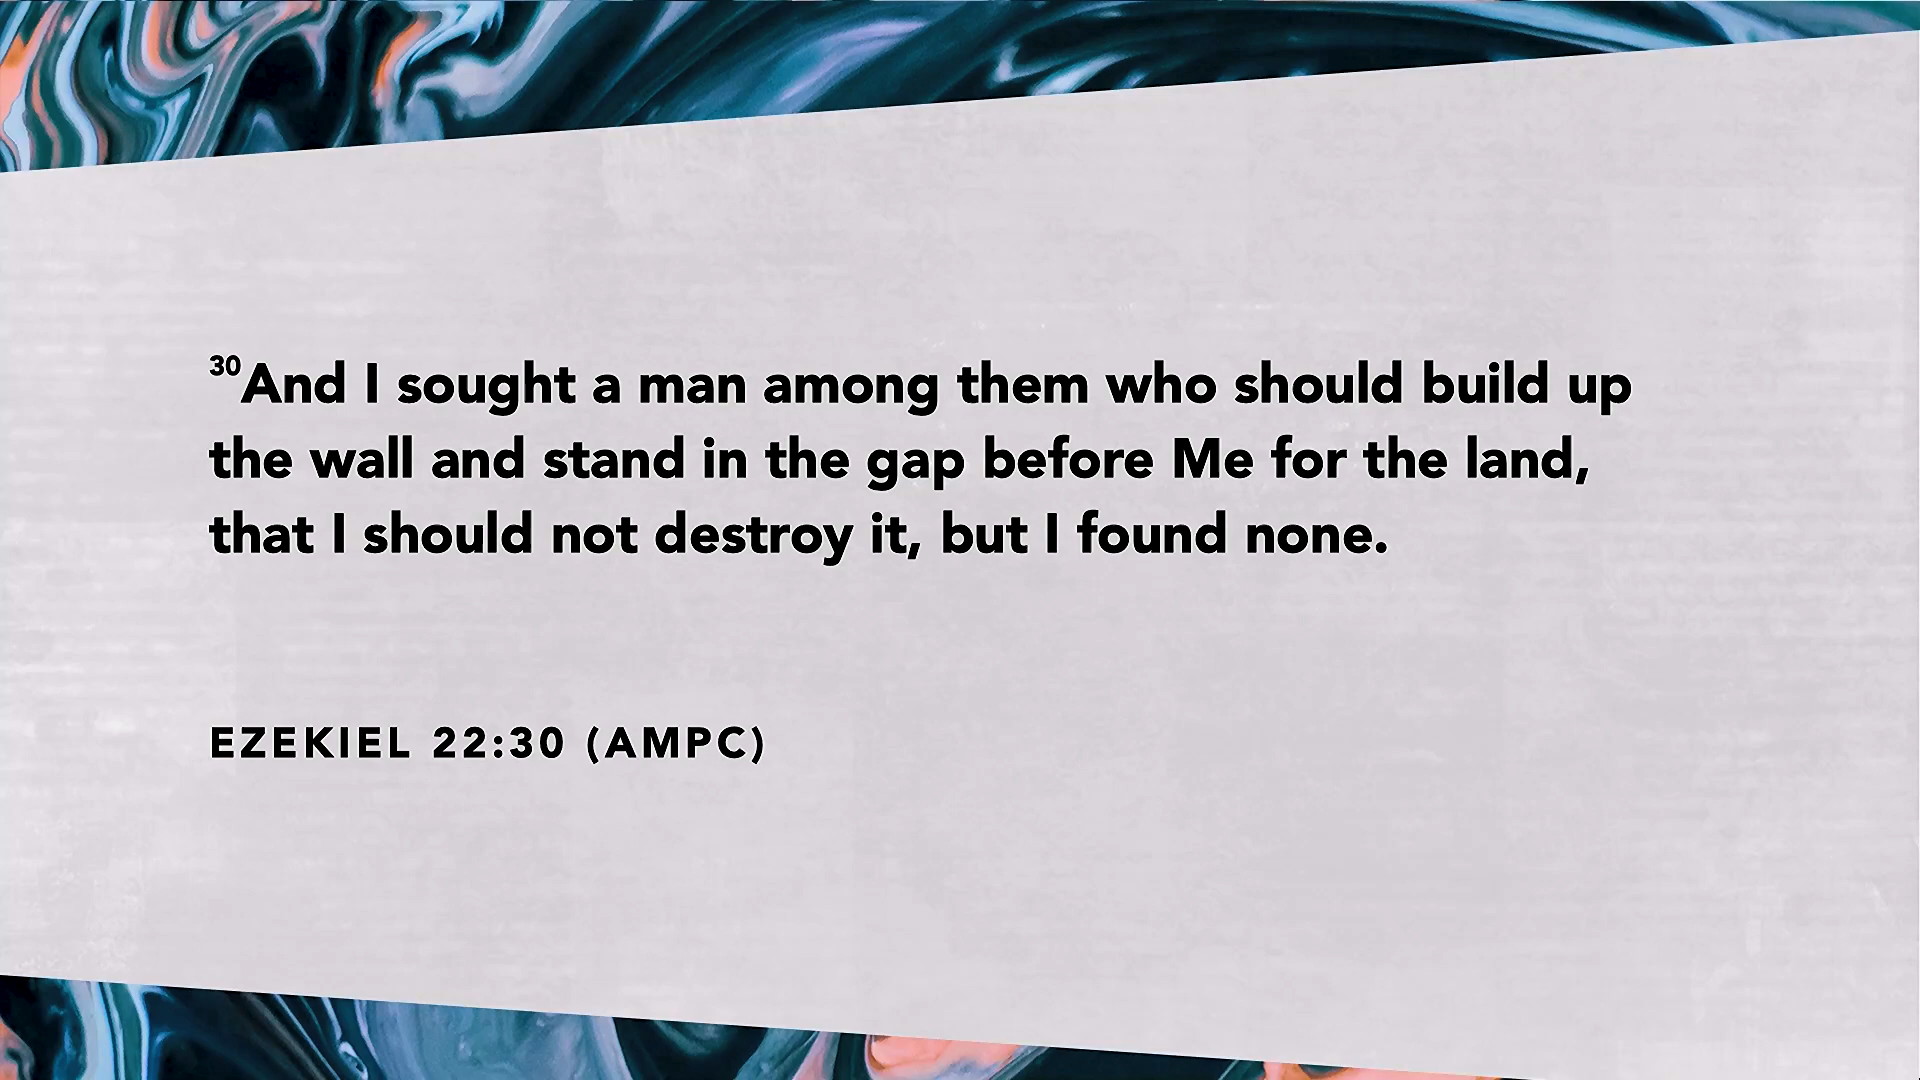 30And I sought a man among them who should build up
the wall and stand in the gap before Me for the land,
that I should not destroy it, but I found none.
EZEKIEL 22:30 (AMPC)